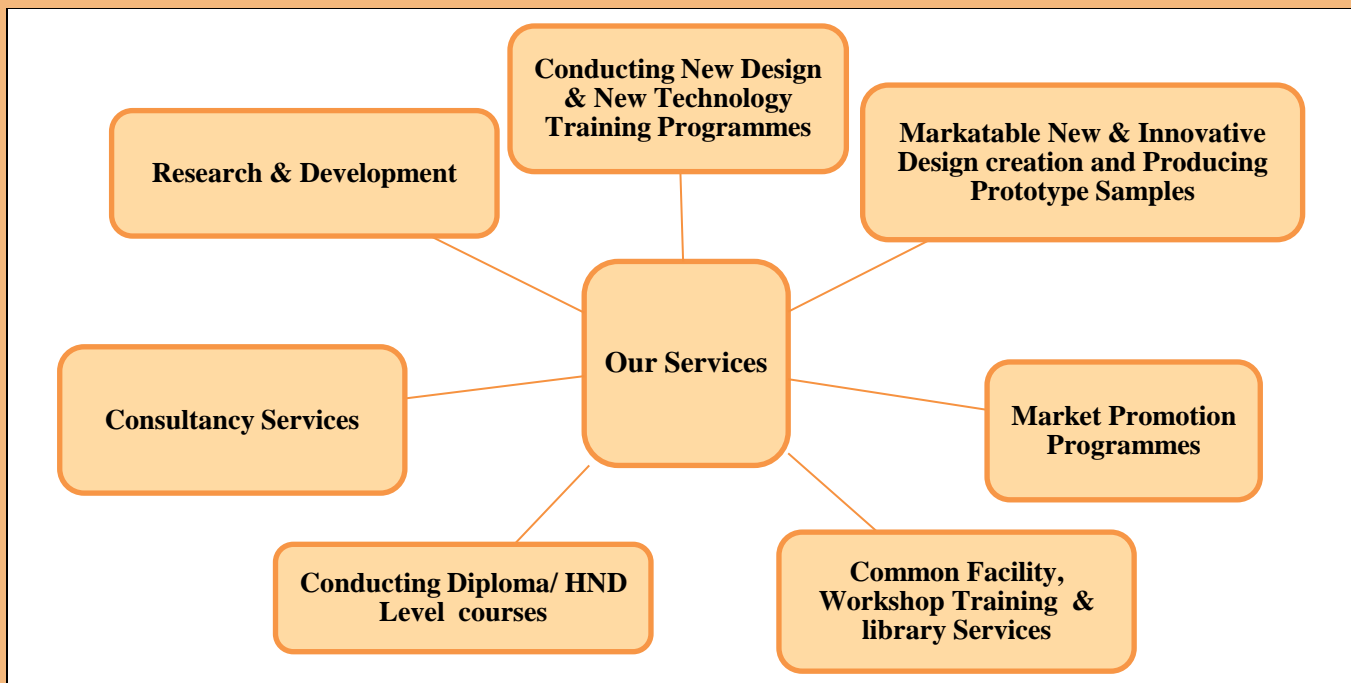 Conducting New Design
& New Technology
Training Programmes
Markatable New & Innovative
Design creation and Producing
Prototype Samples
Research & Development
Our Services
Market Promotion
Programmes
Consultancy Services
Common Facility,
Workshop Training &
library Services
Conducting Diploma/ HND
Level courses